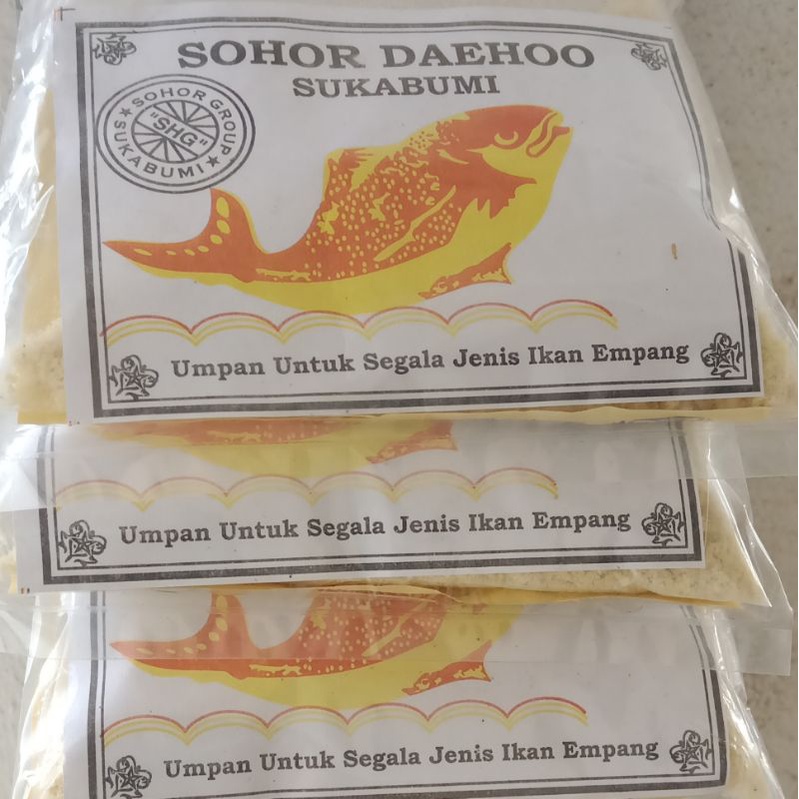 SOHOR DAEHOO
SUKABUMI
SOHOR GROUP
"SHG"
★ SUKABUMI ★
Umpan Untuk Segala Jenis Ikan Empang
Umpan Untuk Segala Jenis Ikan Empang
Umpan Untuk Segala Jenis Ikan Empang